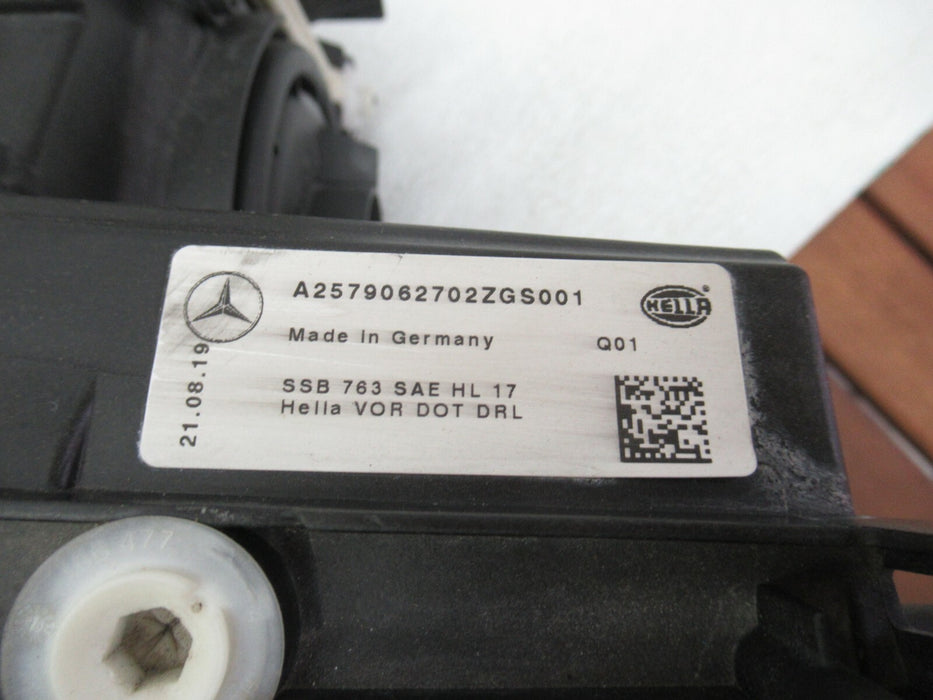 A2579062702ZGS001
HELLA
Made in Germany
Q01
21.08.19
SSB 763 SAE HL 17
Hella VOR DOT DRL